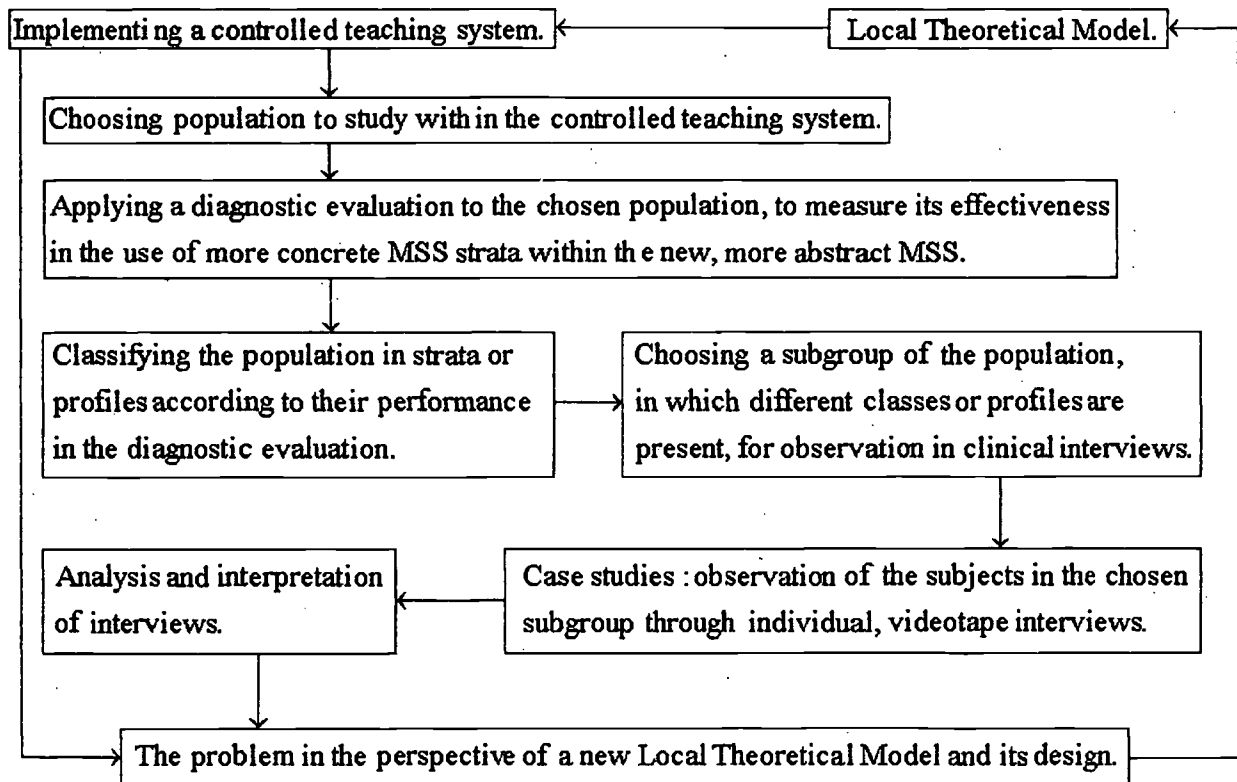 Implementing a controlled teaching system.
Local Theoretical Model.
Choosing population to study within the controlled teaching system.
Applying a diagnostic evaluation to the chosen population, to measure its effectiveness
in the use of more concrete MSS strata within the new, more abstract MSS.
Classifying the population in strata or
profiles according to their performance
in the diagnostic evaluation.
Choosing a subgroup of the population,
in which different classes or profiles are
present, for observation in clinical interviews.
Case studies : observation of the subjects in the chosen
subgroup through individual, videotape interviews.
Analysis and interpretation
of interviews.
The problem in the perspective of a new Local Theoretical Model and its design.